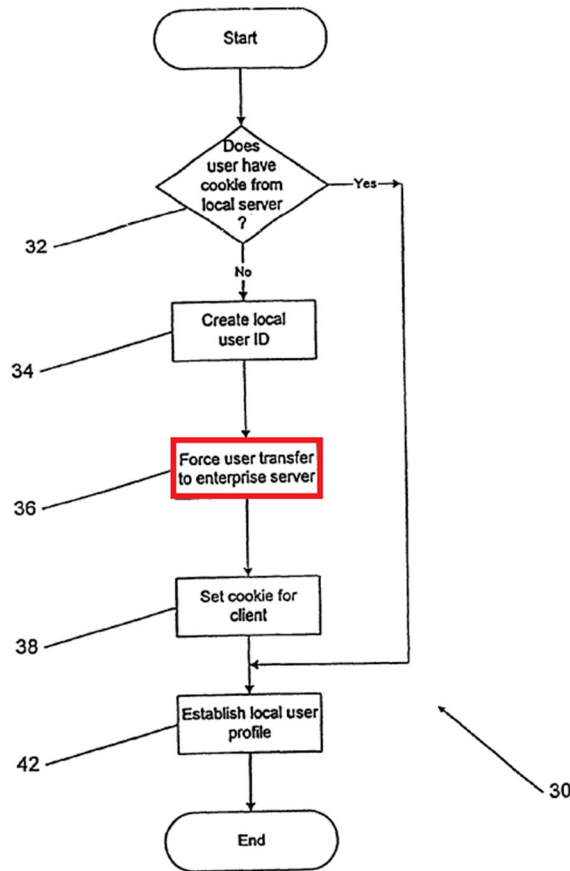 Start
Does
user have
cookie from
local server
?
Yes
32
No
Create local
user ID
34
Force user transfer
to enterprise server
36
Set cookie for
client
38
Establish local user
profile
42
30
End